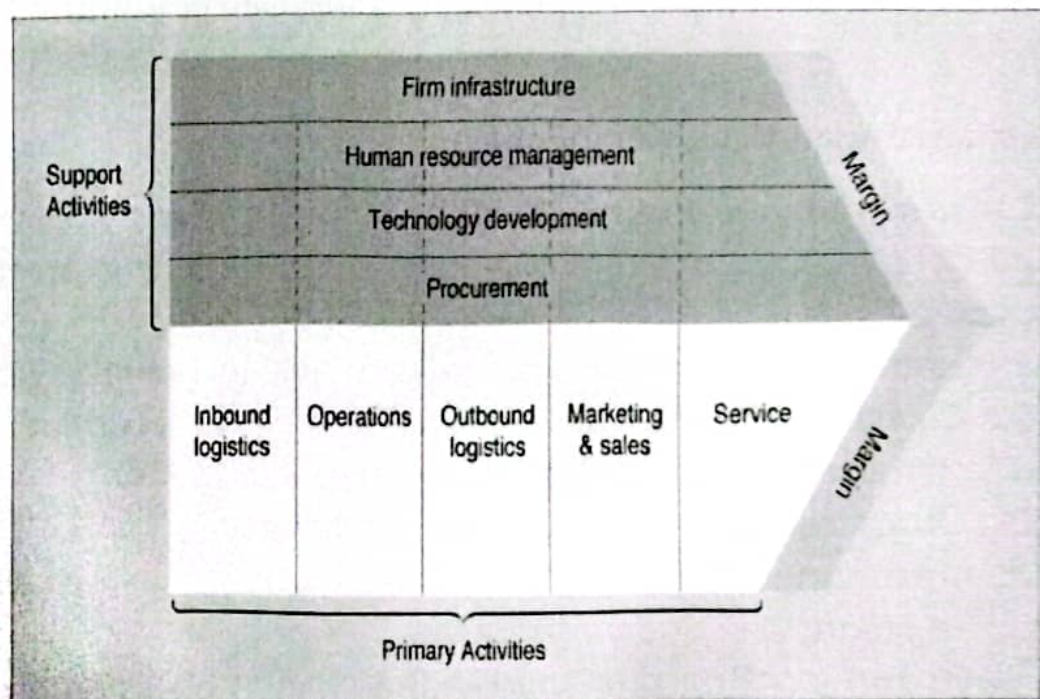 Firm infrastructure
Human resource management
Support
Activities
Technology development
Procurement
Margin
Inbound
logistics
Operations
Outbound
logistics
Marketing
& sales
Service
Margin
Primary Activities